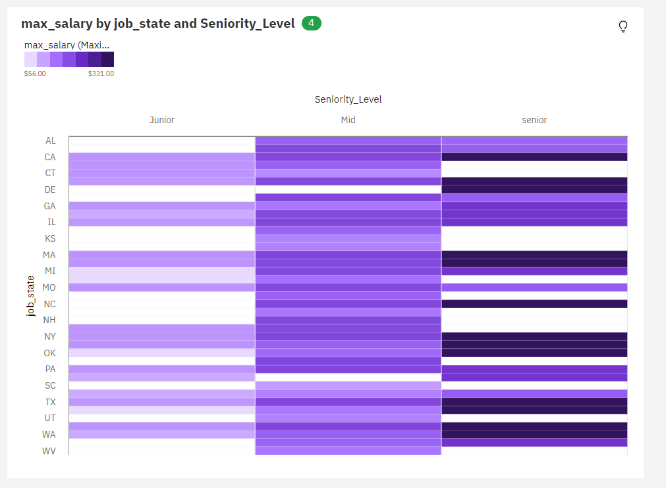 max_salary by job_state and Seniority_Level 4
max_salary (Maxi...
$56.00 $331.00
Seniority_Level
Junior Mid senior
job_state
AL
CA
CT
DE
GA
IL
KS
MA
MI
MO
NC
NH
NY
OK
PA
SC
TX
UT
WA
WV